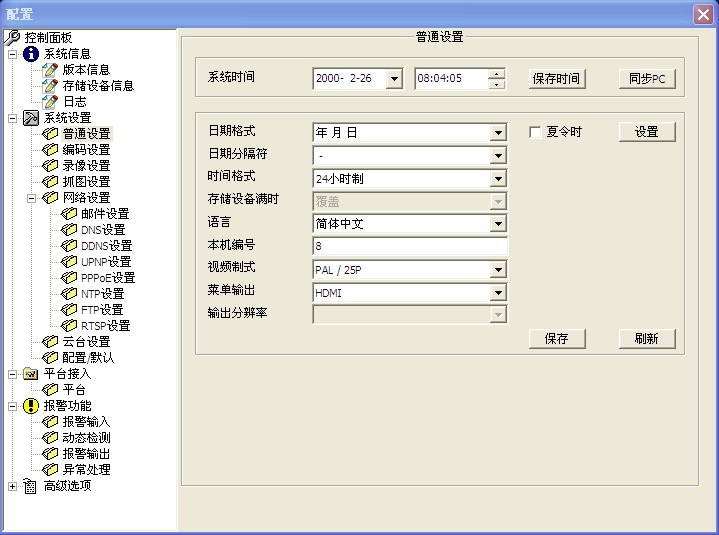 配置
控制面板
系统信息
版本信息
存储设备信息
日志
系统设置
普通设置
编码设置
录像设置
抓图设置
网络设置
邮件设置
DNS设置
DDNS设置
UPNP设置
PPPoE设置
NTP设置
FTP设置
RTSP设置
云台设置
配置/默认
平台接入
平台
报警功能
报警输入
动态检测
报警输出
异常处理
高级选项
普通设置
系统时间 2000- 2-26 08:04:05 保存时间 同步PC
日期格式 年 月 日 夏令时 设置
日期分隔符 -
时间格式 24小时制
存储设备满时 覆盖
语言 简体中文
本机编号 8
视频制式 PAL / 25P
菜单输出 HDMI
输出分辨率
保存 刷新